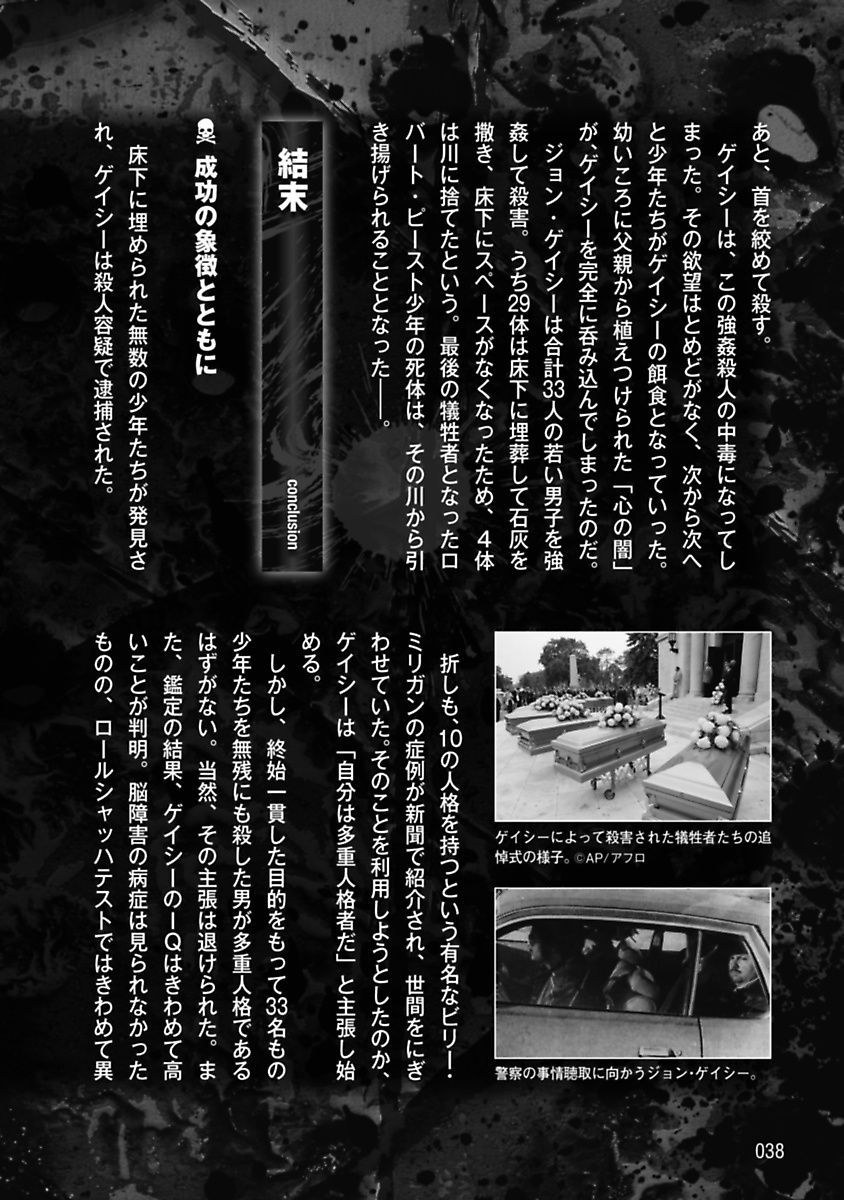 あと、首を絞めて殺す。
　ゲイシーは、この強姦殺人の中毒になってし
まった。その欲望はとめどがなく、次から次へ
と少年たちがゲイシーの餌食となっていった。
幼いころに父親から植えつけられた「心の闇」
が、ゲイシーを完全に呑み込んでしまったのだ。
　ジョン・ゲイシーは合計33人の若い男子を強
姦して殺害。うち29体は床下に埋葬して石灰を
撒き、床下にスペースがなくなったため、4体
は川に捨てたという。最後の犠牲者となったロ
バート・ピースト少年の死体は、その川から引
き揚げられることとなった――。
結末
conclusion
成功の象徴とともに
　床下に埋められた無数の少年たちが発見さ
れ、ゲイシーは殺人容疑で逮捕された。
ゲイシーによって殺害された犠牲者たちの追
悼式の様子。©AP/アフロ
警察の事情聴取に向かうジョン・ゲイシー。
　折しも、10の人格を持つという有名なビリー・
ミリガンの症例が新聞で紹介され、世間をにぎ
わせていた。そのことを利用しようとしたのか、
ゲイシーは「自分は多重人格者だ」と主張し始
める。
　しかし、終始一貫した目的をもって33名もの
少年たちを無残にも殺した男が多重人格である
はずがない。当然、その主張は退けられた。ま
た、鑑定の結果、ゲイシーのIQはきわめて高
いことが判明。脳障害の病症は見られなかった
ものの、ロールシャッハテストではきわめて異
038